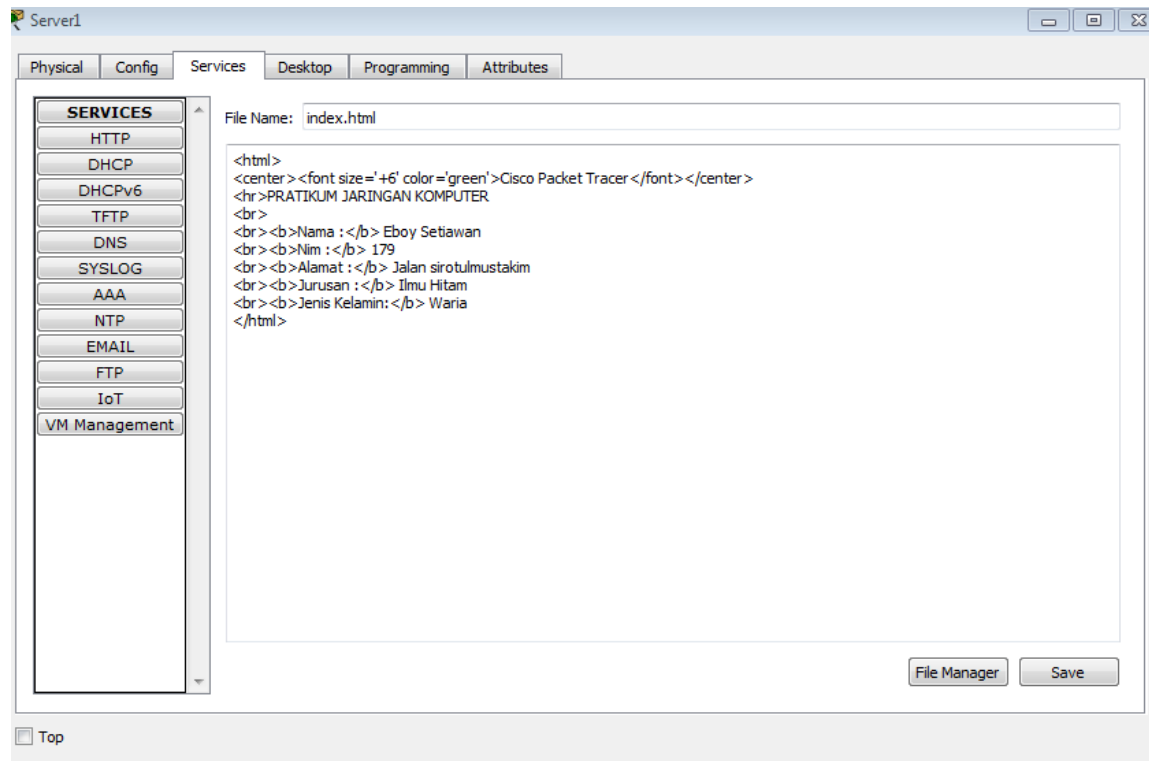 Server1
Physical Config Services Desktop Programming Attributes
SERVICES
HTTP
DHCP
DHCPv6
TFTP
DNS
SYSLOG
AAA
NTP
EMAIL
FTP
IoT
VM Management
File Name: index.html
<html>
<center><font size='+6' color='green'>Cisco Packet Tracer</font></center>
<hr>PRATIKUM JARINGAN KOMPUTER
<br>
<br><b>Nama :</b> Eboy Setiawan
<br><b>Nim :</b> 179
<br><b>Alamat :</b> Jalan sirotulmustakim
<br><b>Jurusan :</b> Ilmu Hitam
<br><b>Jenis Kelamin:</b> Waria
</html>
File Manager Save
Top